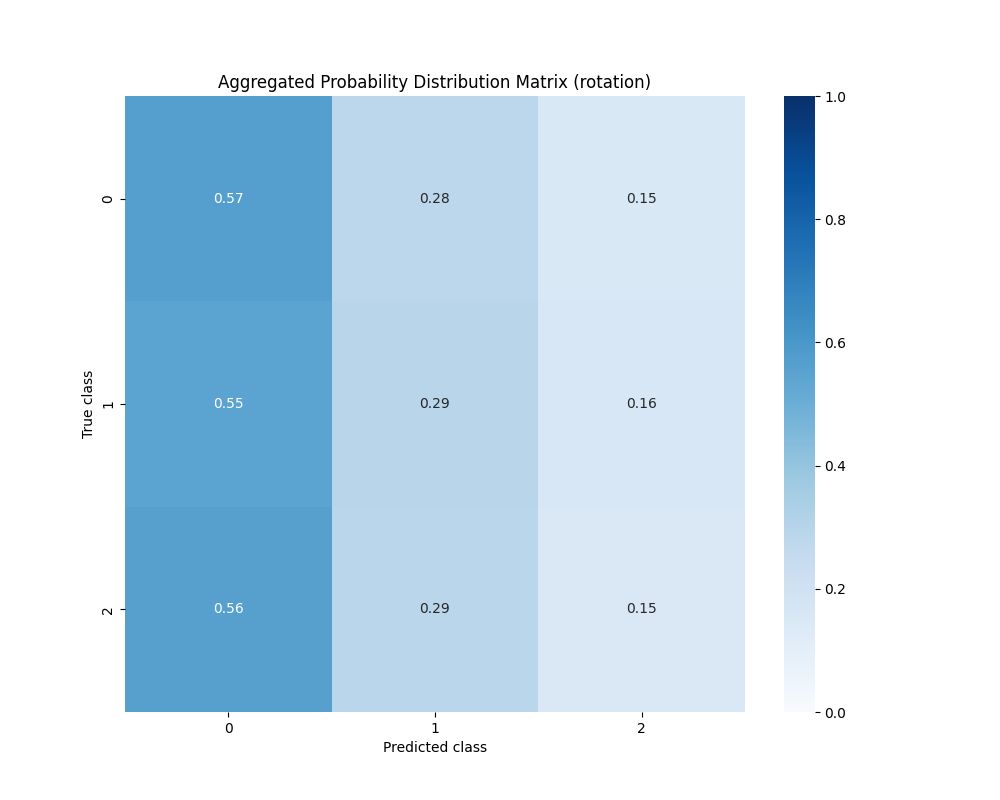 Aggregated Probability Distribution Matrix (rotation)
1.0
0.8
0.6
0.4
0.2
0.0
True class
0
0.57 0.28 0.15
1
0.55 0.29 0.16
2
0.56 0.29 0.15
0 1 2
Predicted class